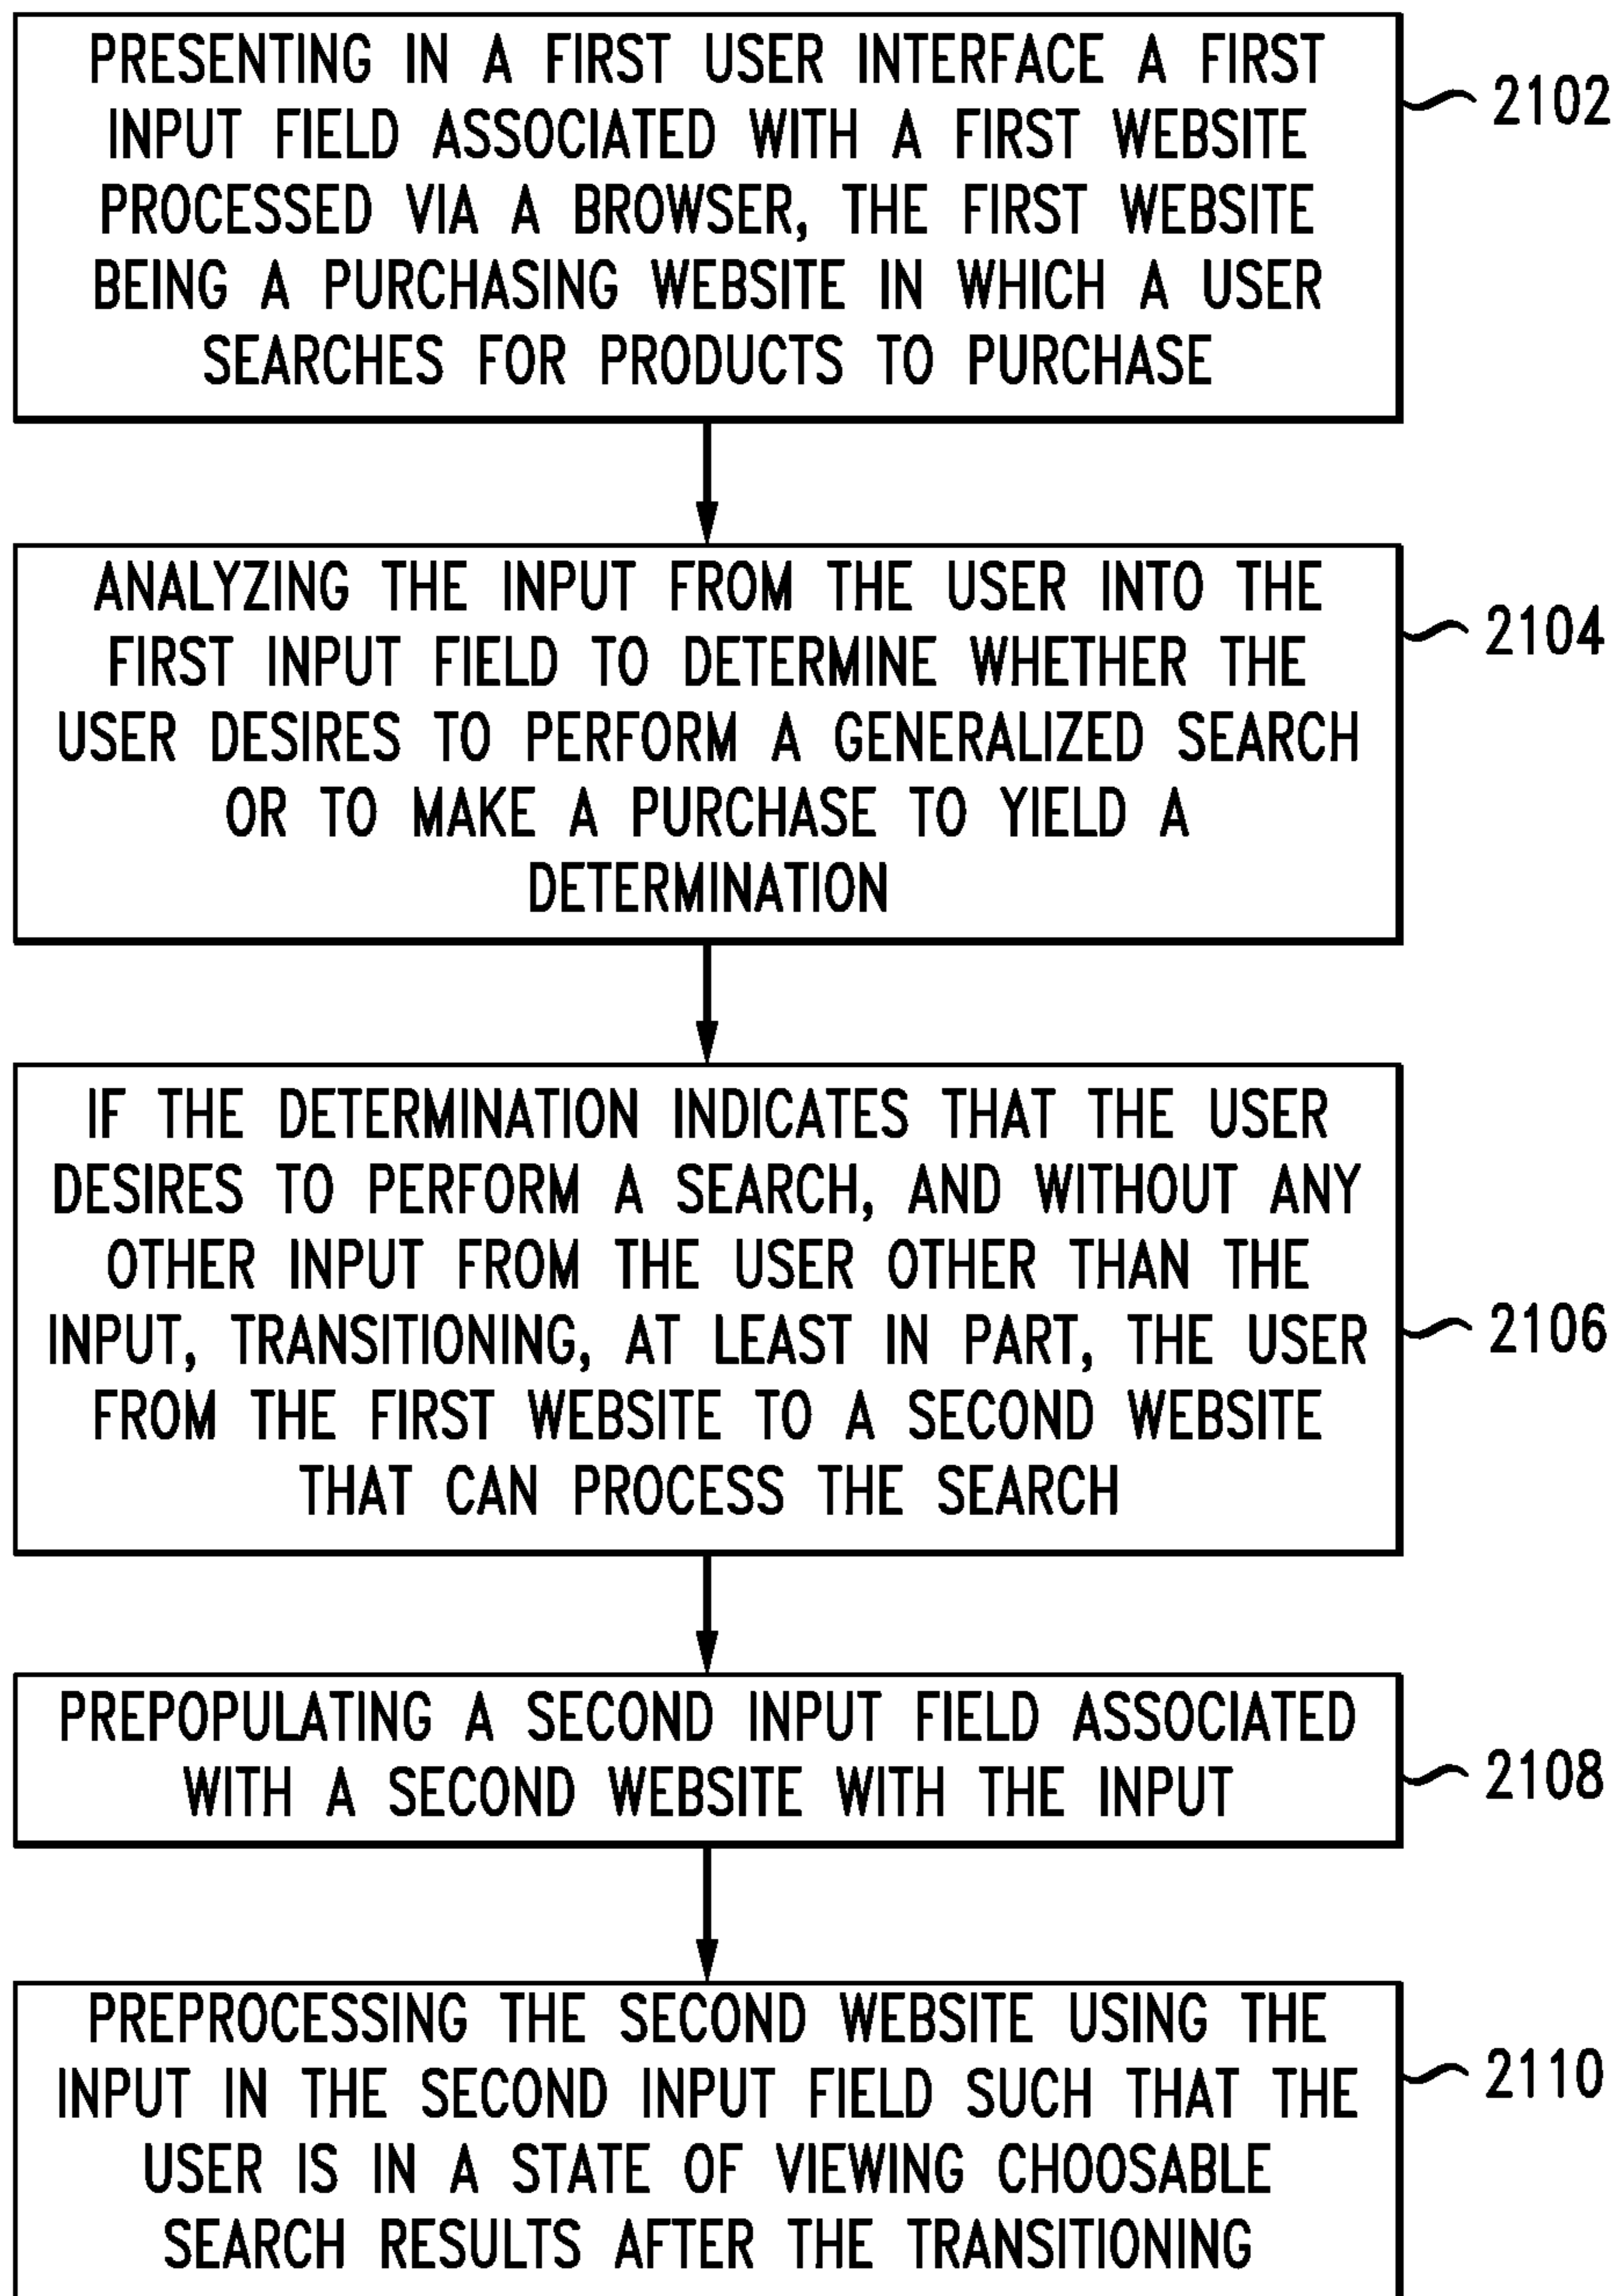 PRESENTING IN A FIRST USER INTERFACE A FIRST
INPUT FIELD ASSOCIATED WITH A FIRST WEBSITE
PROCESSED VIA A BROWSER, THE FIRST WEBSITE
BEING A PURCHASING WEBSITE IN WHICH A USER
SEARCHES FOR PRODUCTS TO PURCHASE
2102
ANALYZING THE INPUT FROM THE USER INTO THE
FIRST INPUT FIELD TO DETERMINE WHETHER THE
USER DESIRES TO PERFORM A GENERALIZED SEARCH
OR TO MAKE A PURCHASE TO YIELD A
DETERMINATION
2104
IF THE DETERMINATION INDICATES THAT THE USER
DESIRES TO PERFORM A SEARCH, AND WITHOUT ANY
OTHER INPUT FROM THE USER OTHER THAN THE
INPUT, TRANSITIONING, AT LEAST IN PART, THE USER
FROM THE FIRST WEBSITE TO A SECOND WEBSITE
THAT CAN PROCESS THE SEARCH
2106
PREPOPULATING A SECOND INPUT FIELD ASSOCIATED
WITH A SECOND WEBSITE WITH THE INPUT
2108
PREPROCESSING THE SECOND WEBSITE USING THE
INPUT IN THE SECOND INPUT FIELD SUCH THAT THE
USER IS IN A STATE OF VIEWING CHOOSABLE
SEARCH RESULTS AFTER THE TRANSITIONING
2110